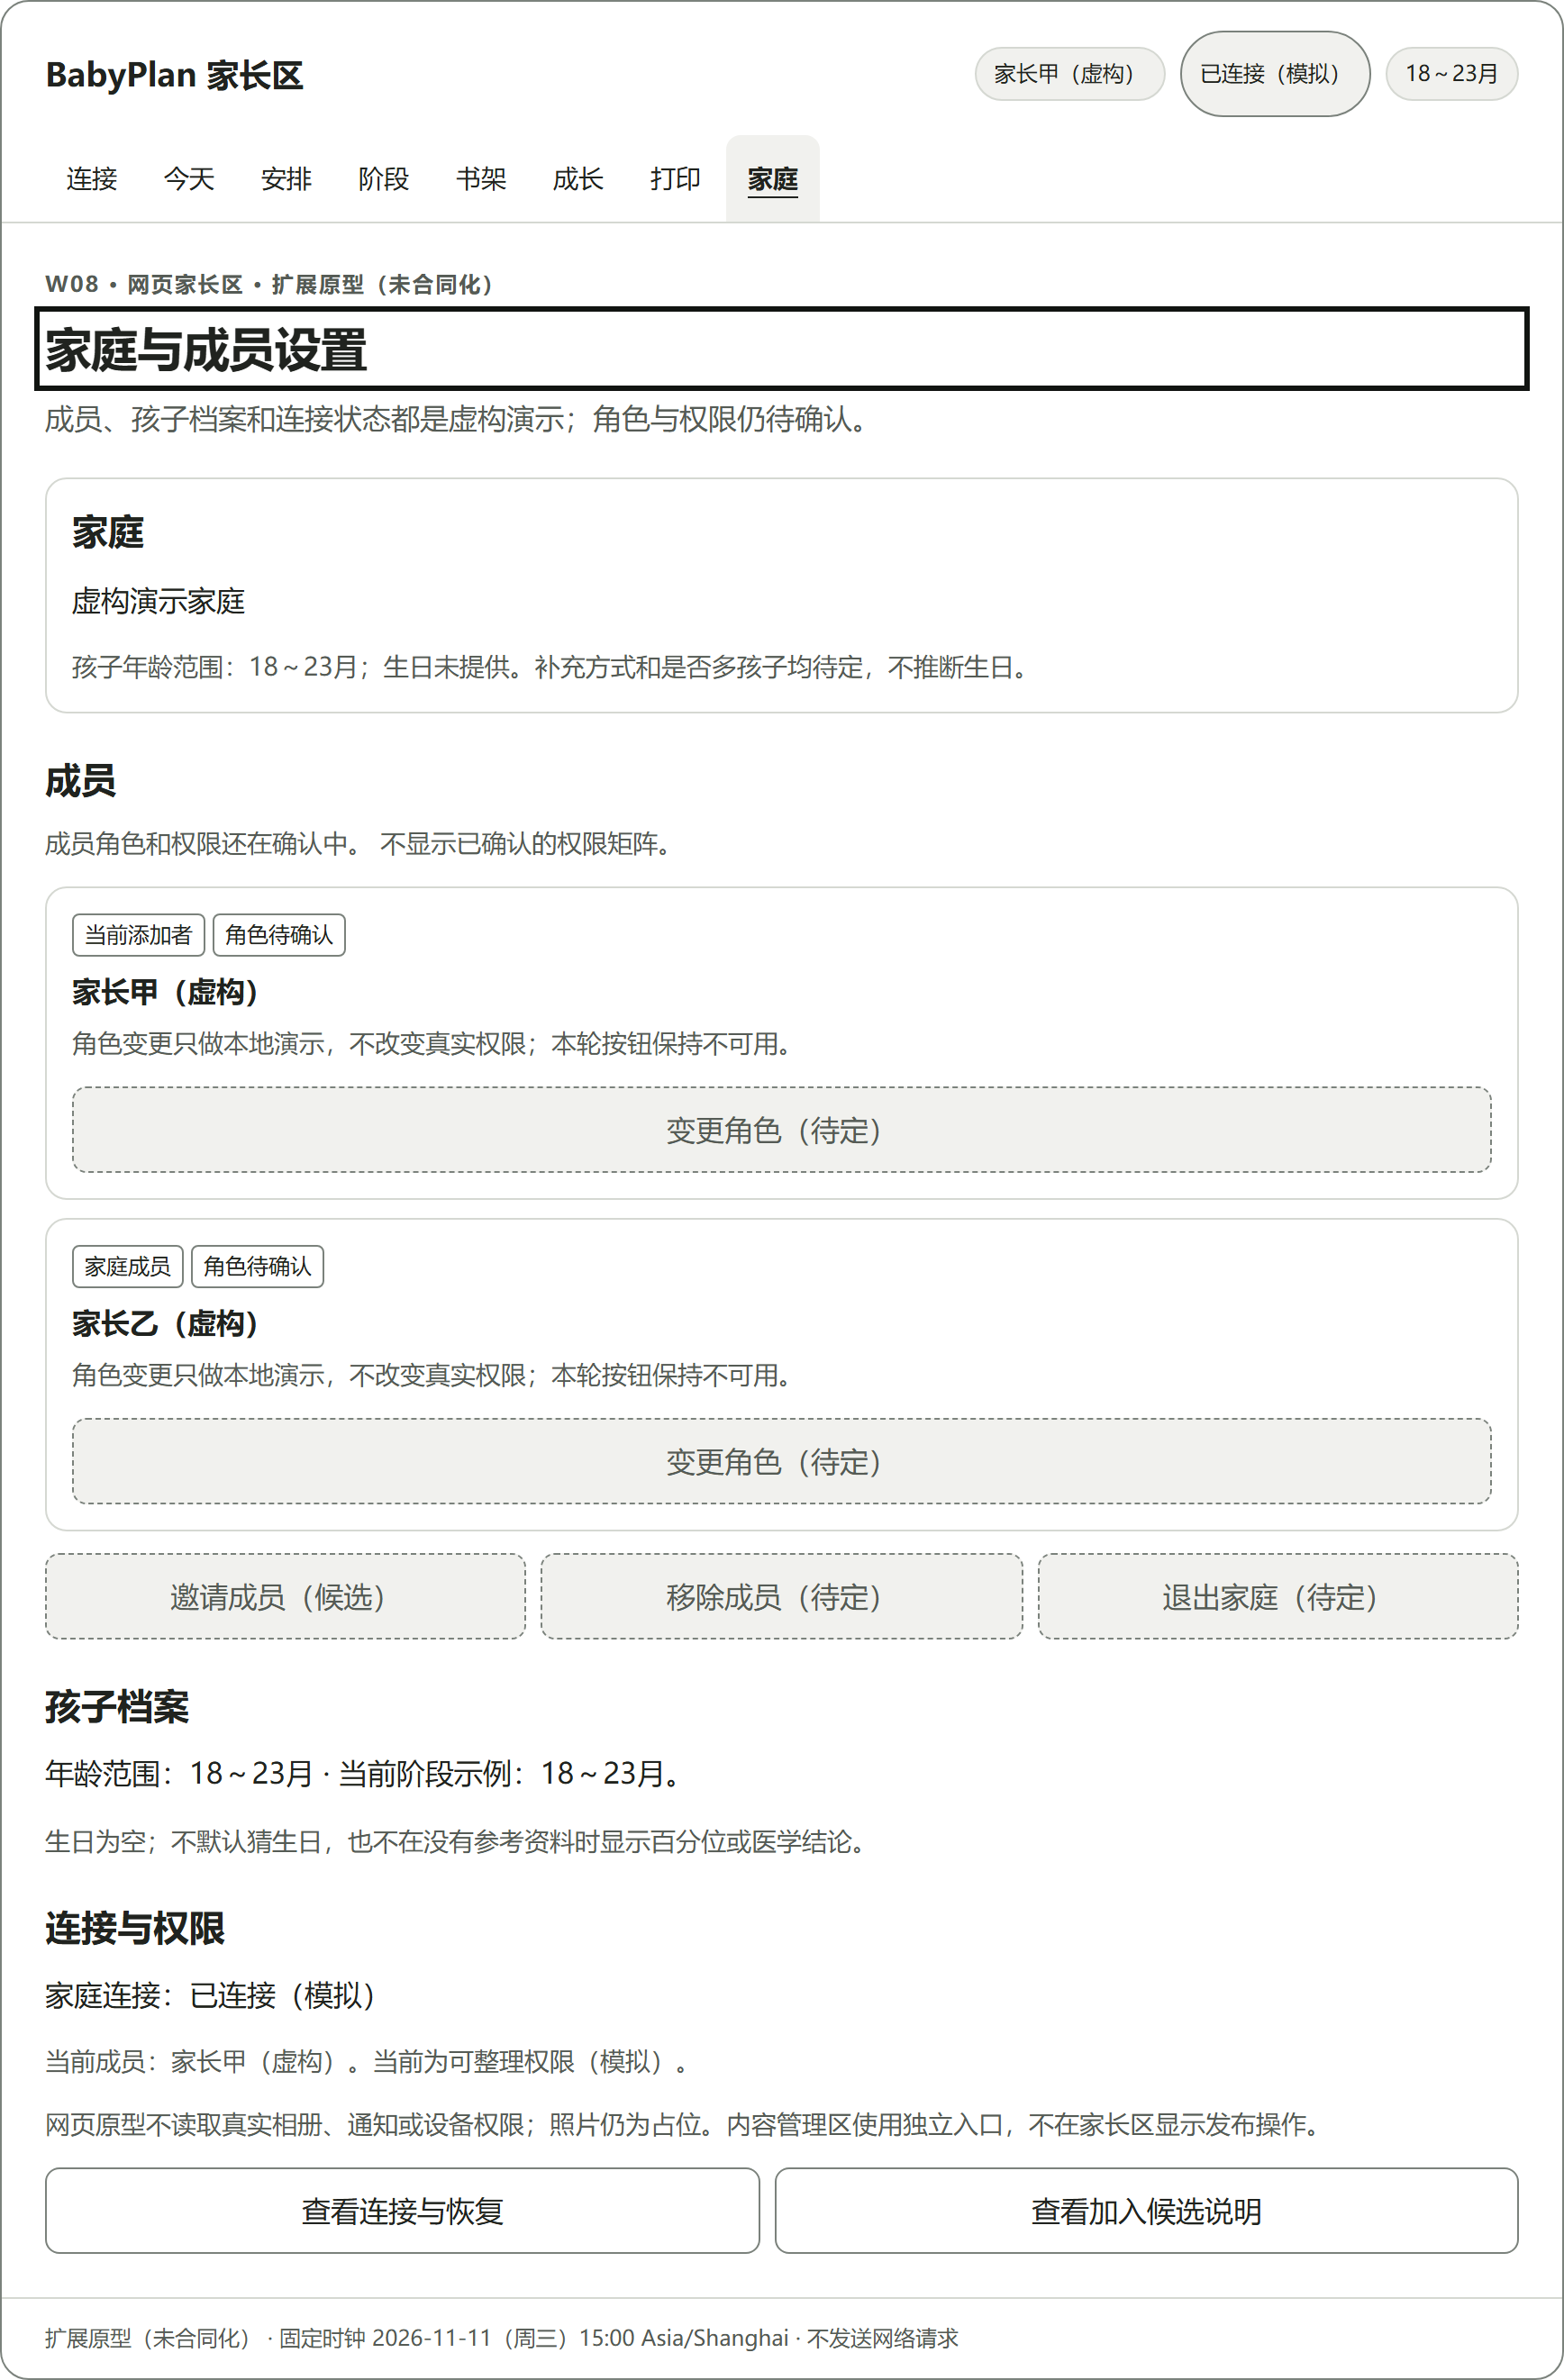 BabyPlan 家长区
家长甲（虚构）
已连接（模拟）
18～23月
连接 今天 安排 阶段 书架 成长 打印 家庭
W08 • 网页家长区 • 扩展原型（未合同化）
家庭与成员设置
成员、孩子档案和连接状态都是虚构演示；角色与权限仍待确认。
家庭
虚构演示家庭
孩子年龄范围：18～23月；生日未提供。补充方式和是否多孩子均待定，不推断生日。
成员
成员角色和权限还在确认中。 不显示已确认的权限矩阵。
当前添加者 角色待确认
家长甲（虚构）
角色变更只做本地演示，不改变真实权限；本轮按钮保持不可用。
变更角色（待定）
家庭成员 角色待确认
家长乙（虚构）
角色变更只做本地演示，不改变真实权限；本轮按钮保持不可用。
变更角色（待定）
邀请成员（候选） 移除成员（待定） 退出家庭（待定）
孩子档案
年龄范围：18～23月 · 当前阶段示例：18～23月。
生日为空；不默认猜生日，也不在没有参考资料时显示百分位或医学结论。
连接与权限
家庭连接：已连接（模拟）
当前成员：家长甲（虚构）。当前为可整理权限（模拟）。
网页原型不读取真实相册、通知或设备权限；照片仍为占位。内容管理区使用独立入口，不在家长区显示发布操作。
查看连接与恢复 查看加入候选说明
扩展原型（未合同化） · 固定时钟 2026-11-11（周三）15:00 Asia/Shanghai · 不发送网络请求